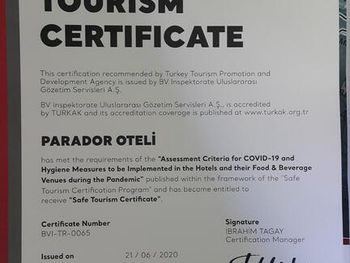 TOURISM
CERTIFICATE
This certification recommended by Turkey Tourism Promotion and
Development Agency is issued by BV Inspektorate Uluslararası
Gözetim Servisleri A.Ş.
BV Inspektorate Uluslararası Gözetim Servisleri A.Ş., is accredited
by TURKAK and its accreditation coverage is published at www.turkak.org.tr
PARADOR OTELİ
has met the requirements of the "Assessment Criteria for COVID-19 and
Hygiene Measures to be Implemented in the Hotels and their Food & Beverage
Venues during the Pandemic" published within the framework of the "Safe
Tourism Certification Program" and has become entitled to
receive "Safe Tourism Certificate".
Certificate Number
BVI-TR-0065
Signature
IBRAHIM TAGAY
Certification Manager
Issued on
21 / 06 / 2020